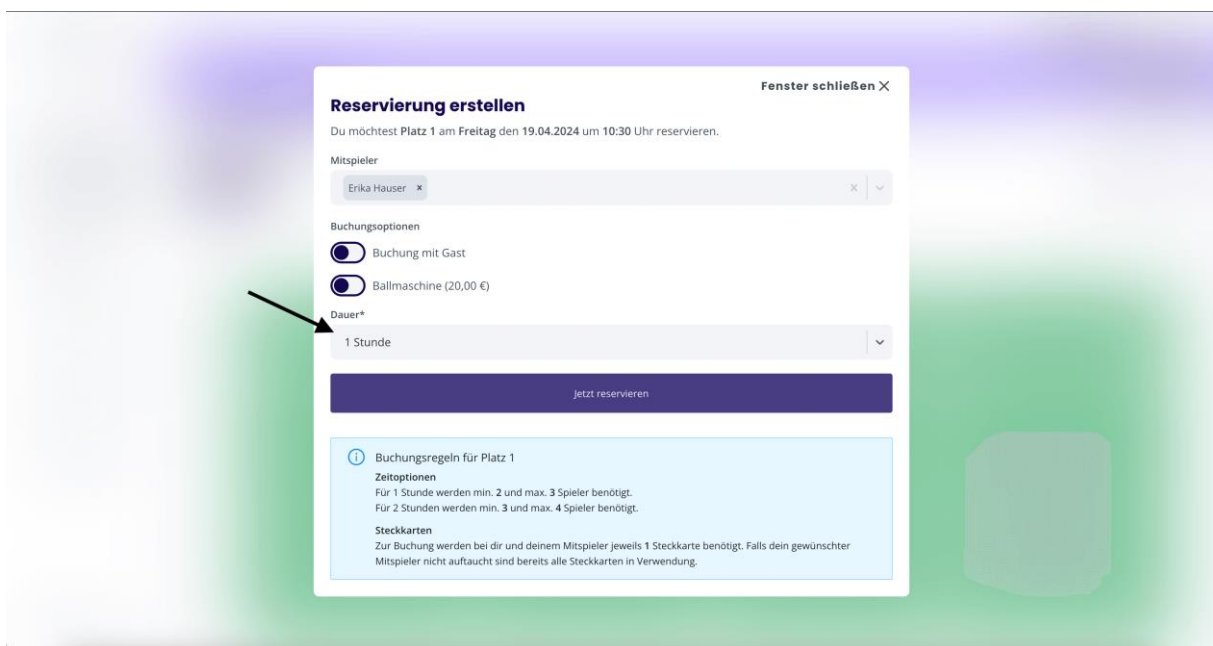 Fenster schließen ×
Reservierung erstellen
Du möchtest Platz 1 am Freitag den 19.04.2024 um 10:30 Uhr reservieren.
Mitspieler
Erika Hauser ×
Buchungsoptionen
Buchung mit Gast
Ballmaschine (20,00 €)
Dauer*
1 Stunde
Jetzt reservieren
Buchungsregeln für Platz 1
Zeitoptionen
Für 1 Stunde werden min. 2 und max. 3 Spieler benötigt.
Für 2 Stunden werden min. 3 und max. 4 Spieler benötigt.
Steckkarten
Zur Buchung werden bei dir und deinem Mitspieler jeweils 1 Steckkarte benötigt. Falls dein gewünschter
Mitspieler nicht auftaucht sind bereits alle Steckkarten in Verwendung.